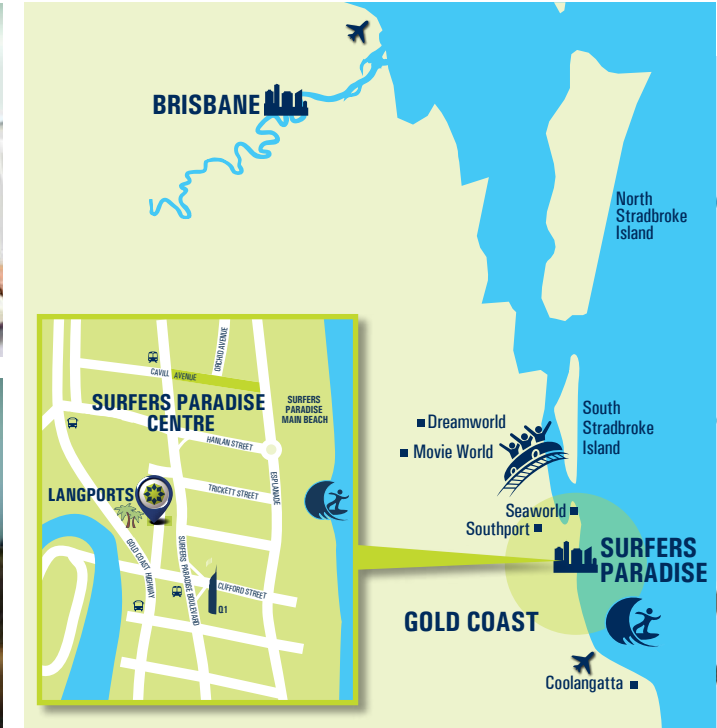 BRISBANE
North
Stradbroke
Island
ORCHID AVENUE
CAVILL AVENUE
SURFERS PARADISE
CENTRE
SURFERS
PARADISE
MAIN BEACH
HANLAN STREET
ESPLANADE
LANGPORTS
TRICKETT STREET
GOLD COAST HIGHWAY
SURFERS PARADISE BOULEVARD
CLIFFORD STREET
Q1
South
Stradbroke
Island
Dreamworld
Movie World
Seaworld
Southport
SURFERS
PARADISE
GOLD COAST
Coolangatta